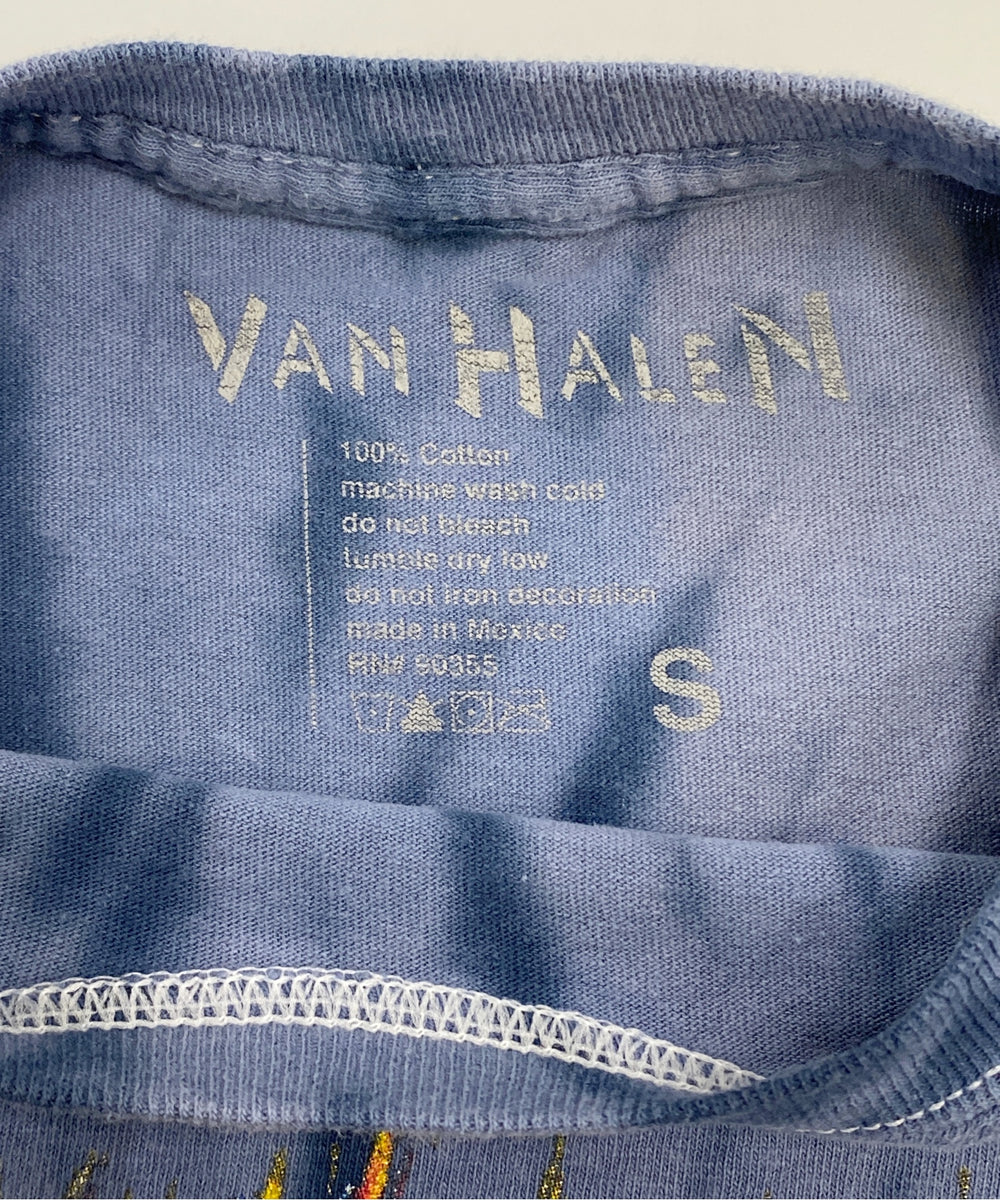 VAN HALEN
100% Cotton
machine wash cold
do not bleach
tumble dry low
do not iron decoration
made in Mexico
RN# 90355
S